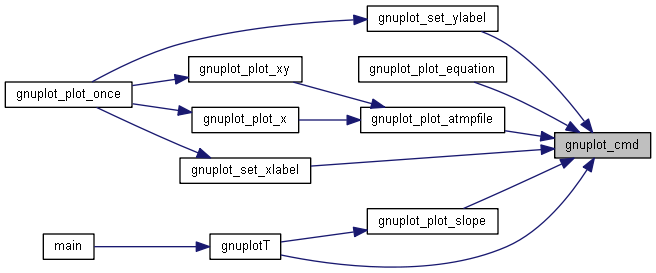 gnuplot_set_ylabel
gnuplot_plot_xy
gnuplot_plot_equation
gnuplot_plot_once
gnuplot_plot_x
gnuplot_plot_atmpfile
gnuplot_cmd
gnuplot_set_xlabel
gnuplot_plot_slope
main
gnuplotT